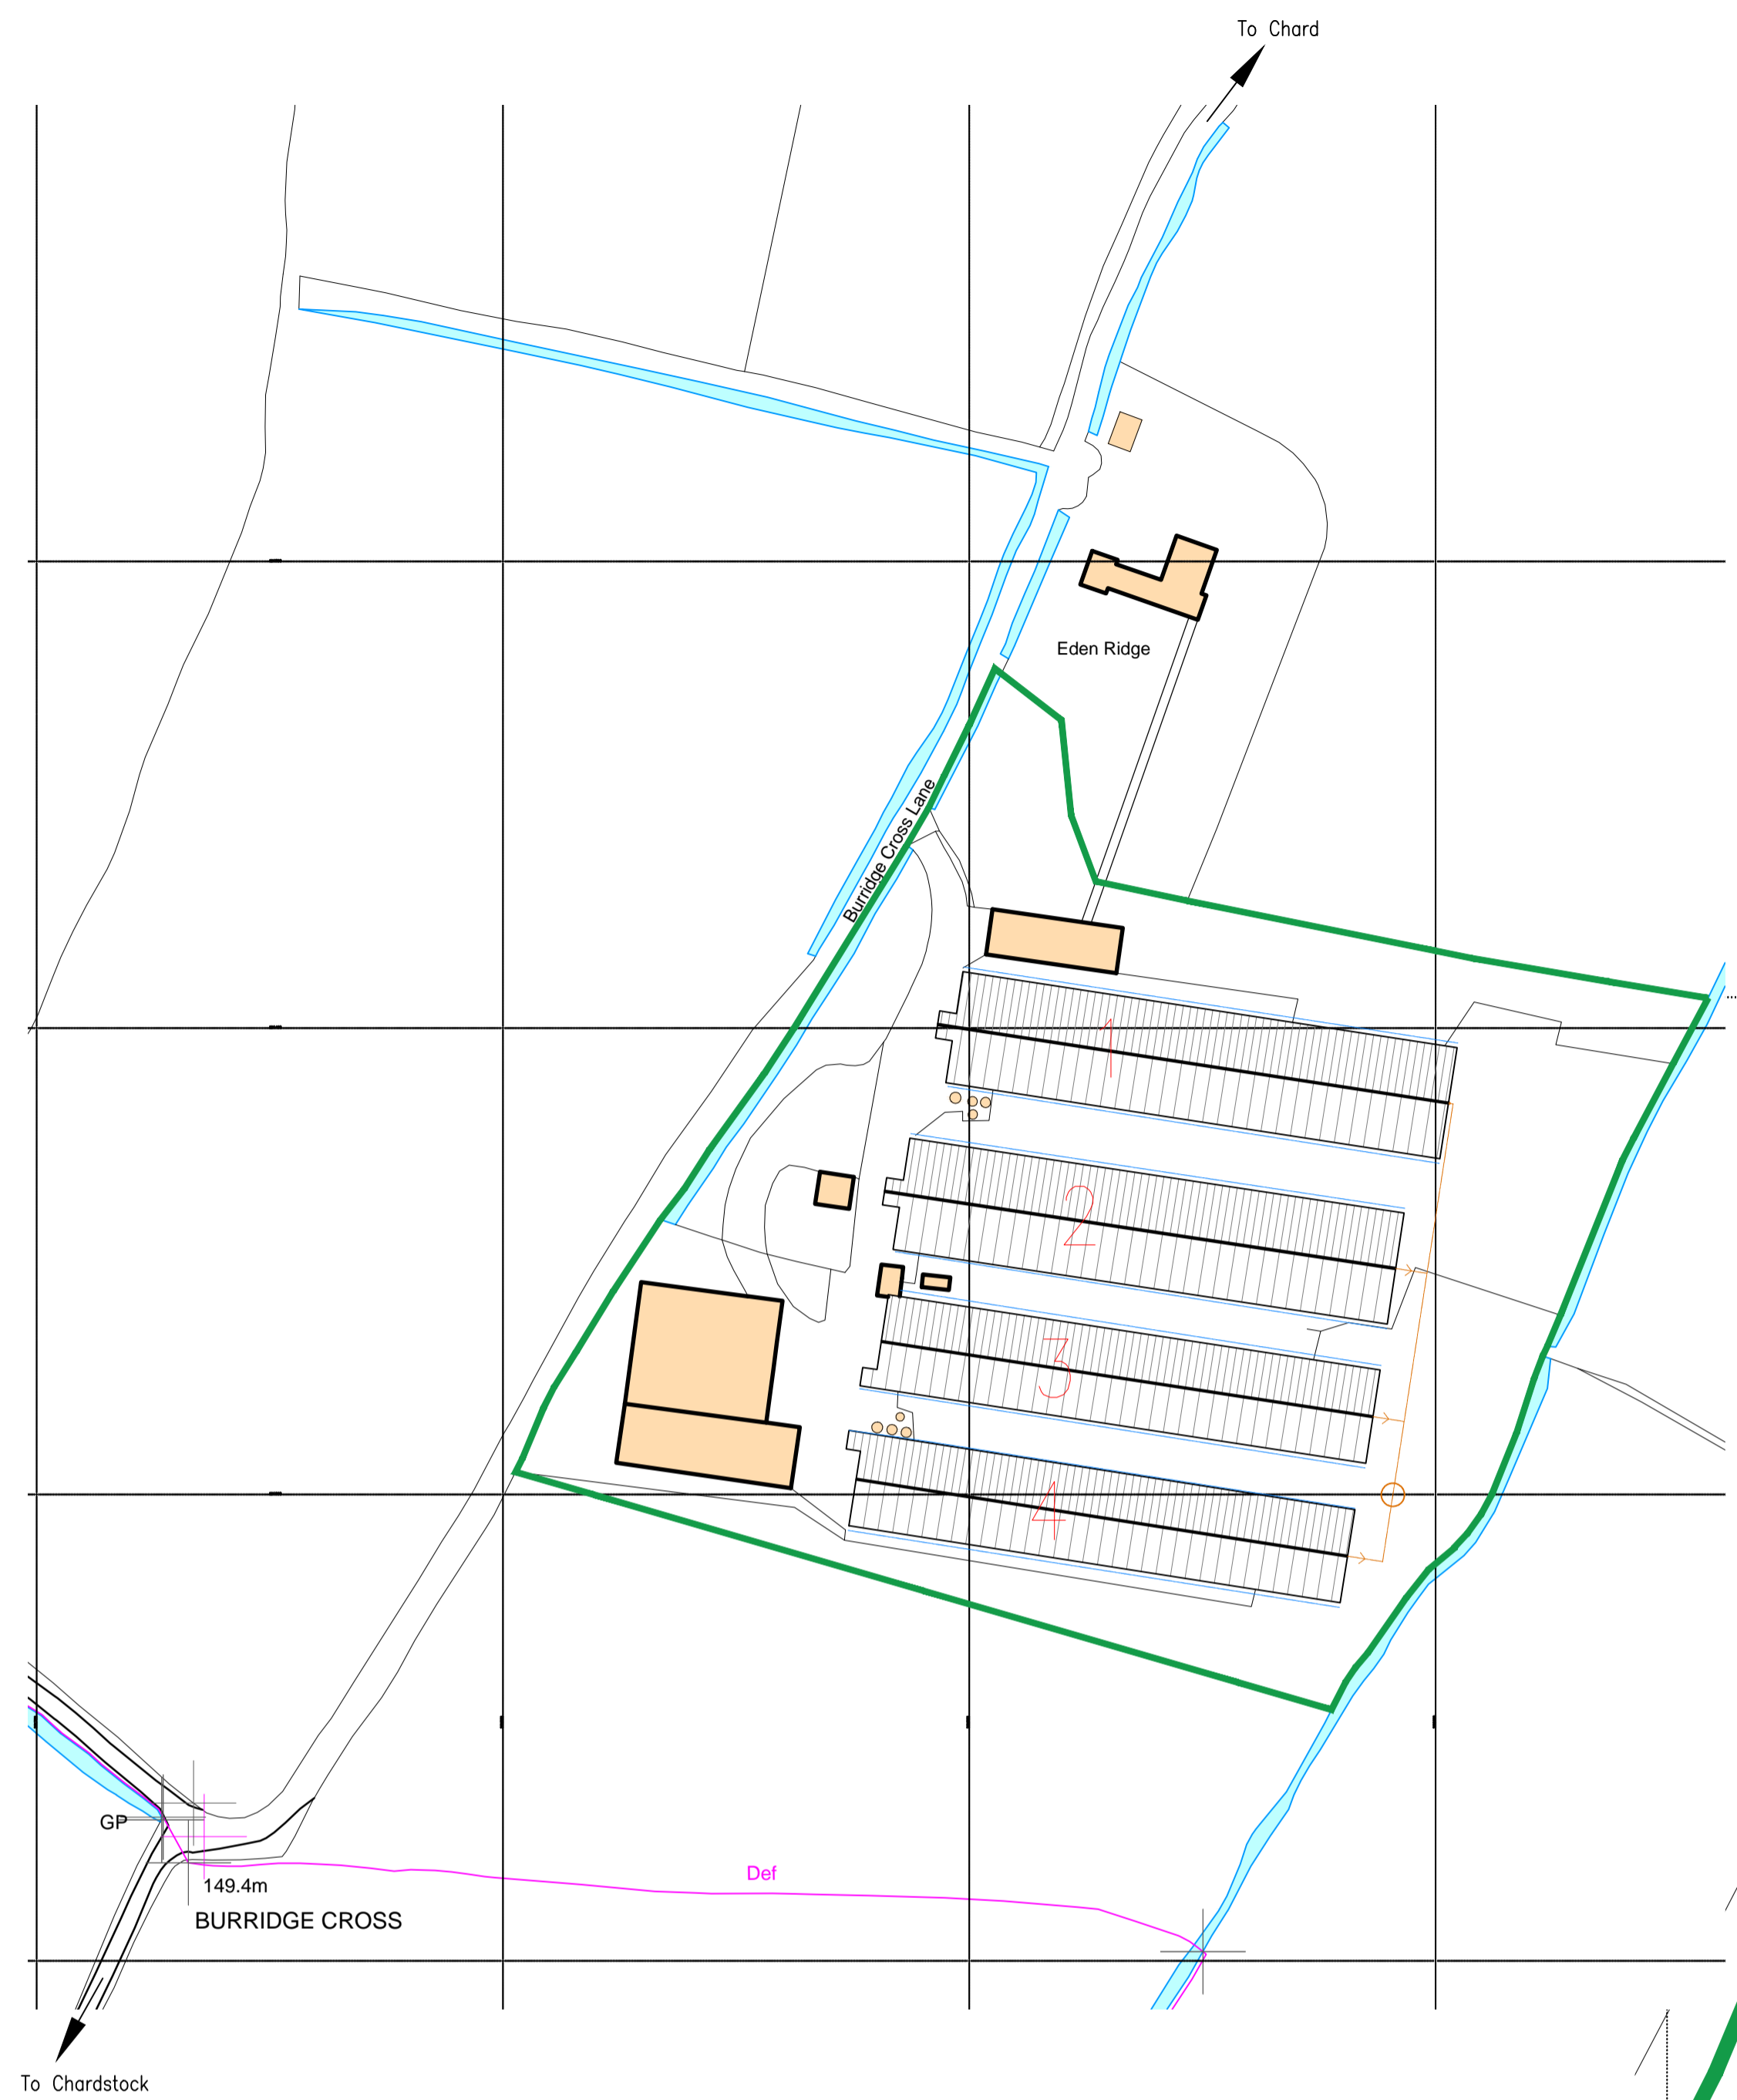 To Chard
Eden Ridge
Burridge Cross Lane
1
2
3
4
GP
Def
149.4m
BURRIDGE CROSS
To Chardstock